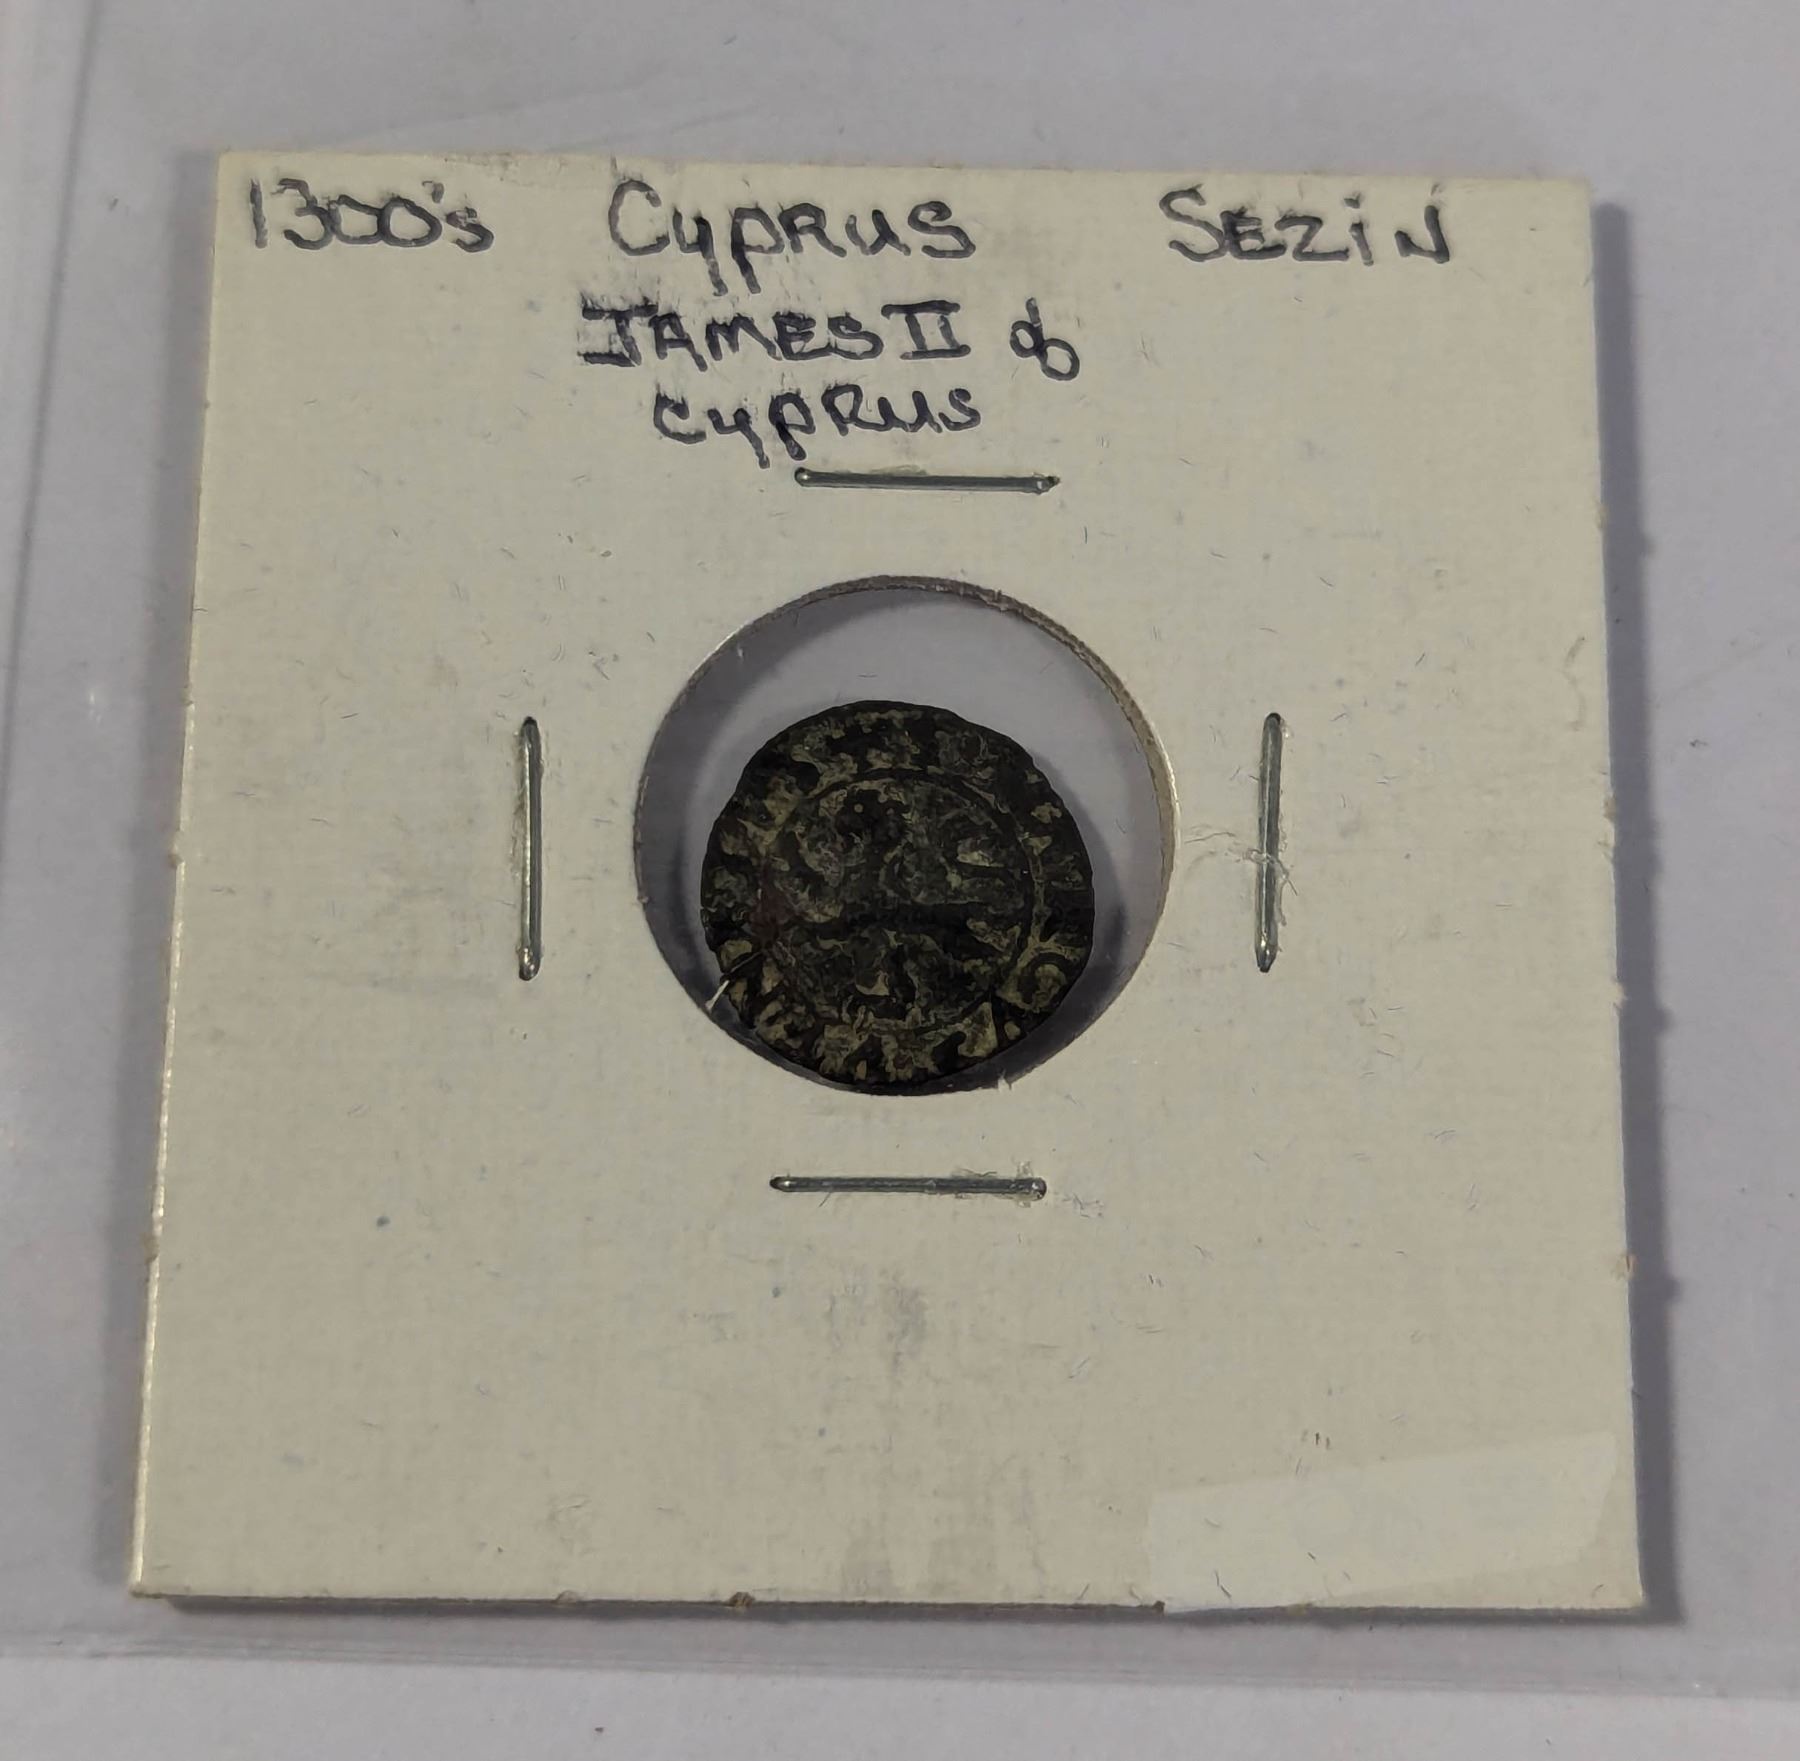 1300's Cyprus Sezin
James II of
Cyprus